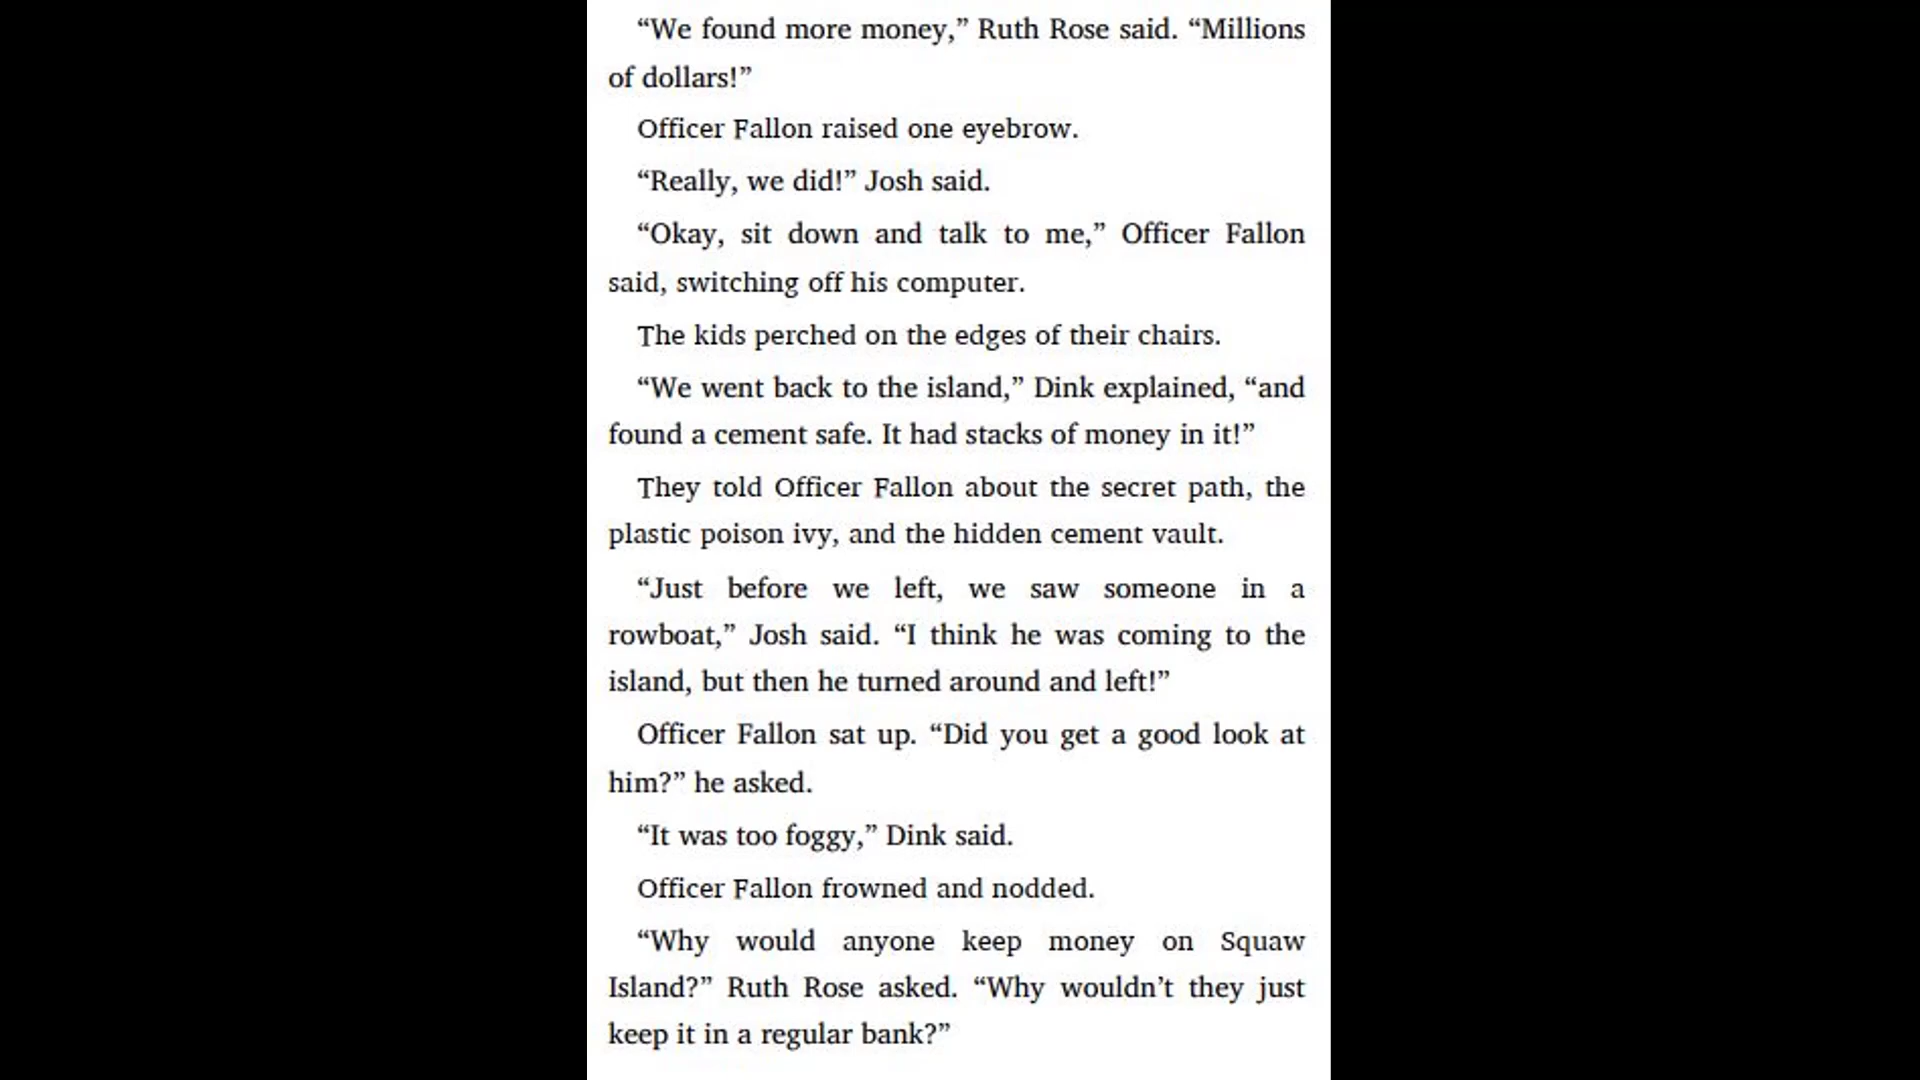 “We found more money,” Ruth Rose said. “Millions
of dollars!”
Officer Fallon raised one eyebrow.
“Really, we did!” Josh said.
“Okay, sit down and talk to me,” Officer Fallon
said, switching off his computer.
The kids perched on the edges of their chairs.
“We went back to the island,” Dink explained, “and
found a cement safe. It had stacks of money in it!”
They told Officer Fallon about the secret path, the
plastic poison ivy, and the hidden cement vault.
“Just before we left, we saw someone in a
rowboat,” Josh said. “I think he was coming to the
island, but then he turned around and left!”
Officer Fallon sat up. “Did you get a good look at
him?” he asked.
“It was too foggy,” Dink said.
Officer Fallon frowned and nodded.
“Why would anyone keep money on Squaw
Island?” Ruth Rose asked. “Why wouldn’t they just
keep it in a regular bank?”